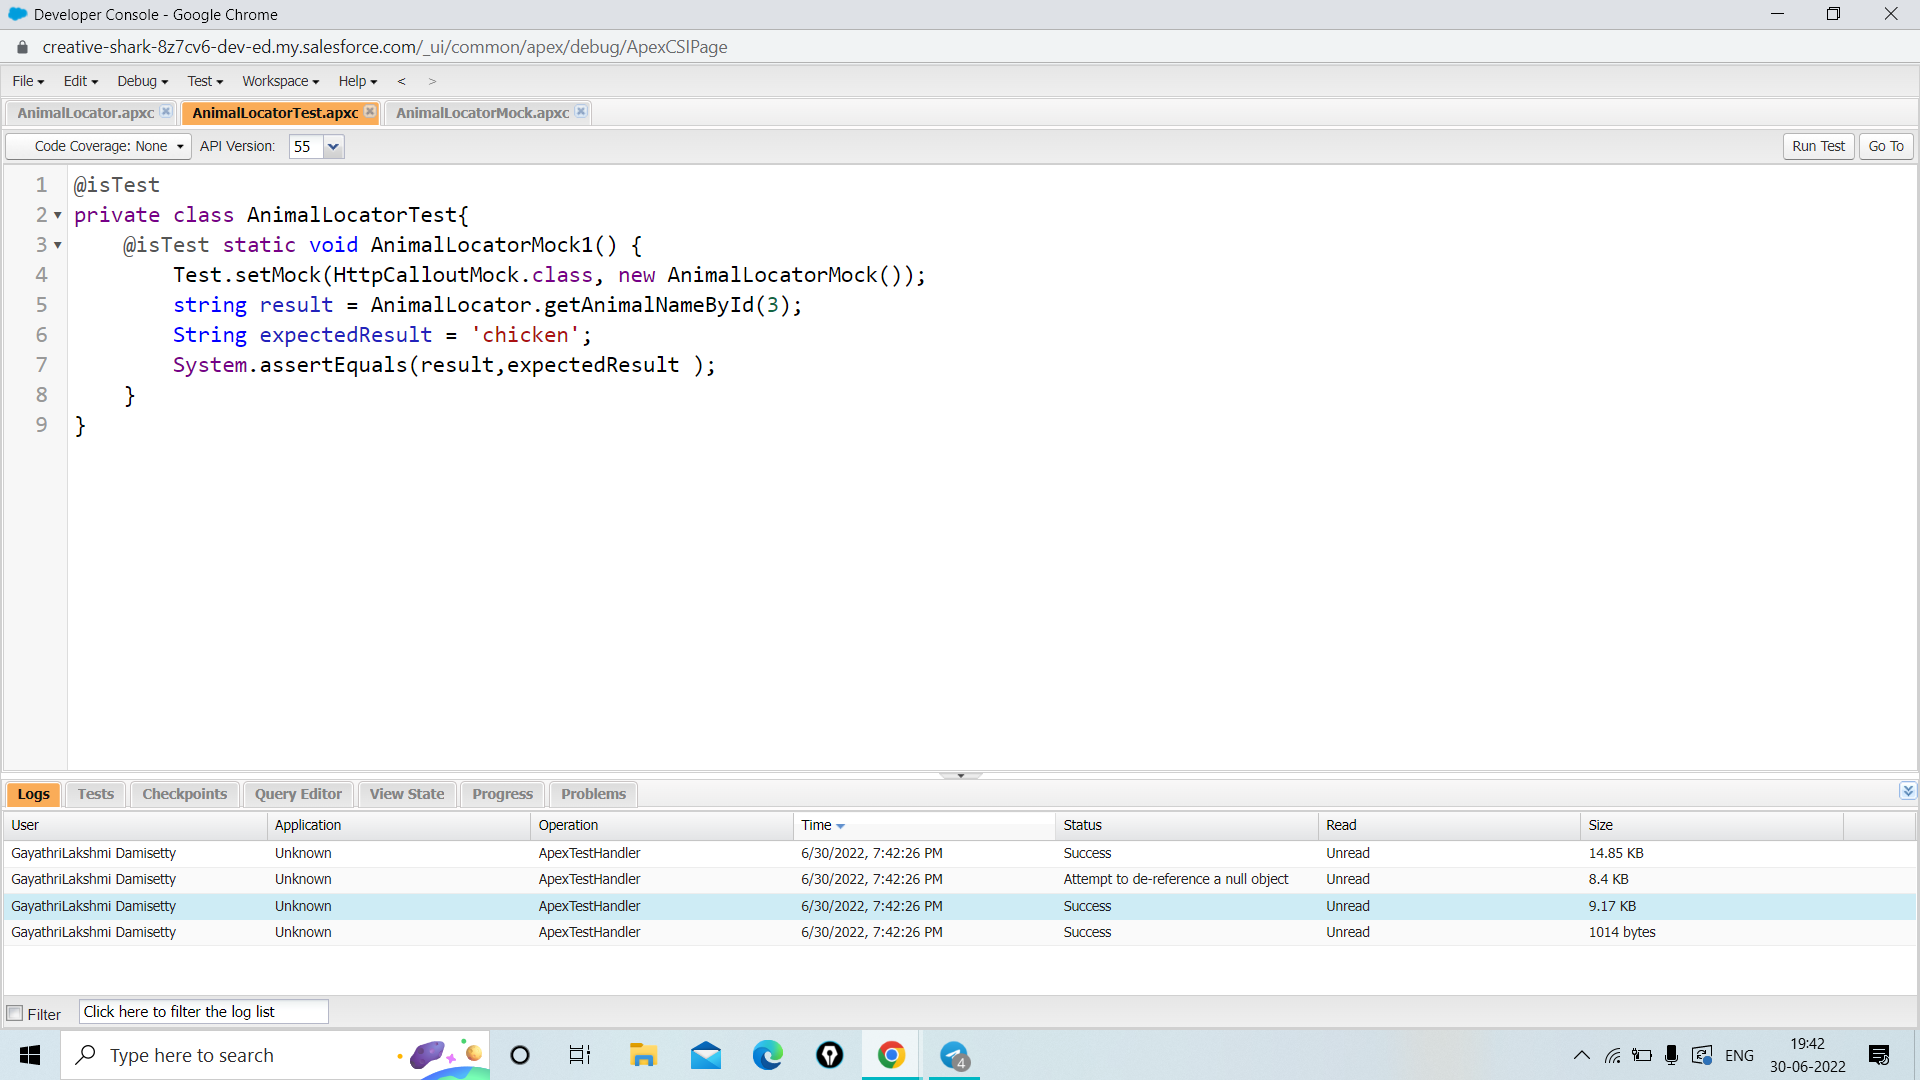 Developer Console - Google Chrome
creative-shark-8z7cv6-dev-ed.my.salesforce.com/_ui/common/apex/debug/ApexCSIPage
File Edit Debug Test Workspace Help < >
AnimalLocator.apxc AnimalLocatorTest.apxc AnimalLocatorMock.apxc
Code Coverage: None API Version: 55 Run Test Go To
1 @isTest
2 private class AnimalLocatorTest{
3 @isTest static void AnimalLocatorMock1() {
4 Test.setMock(HttpCalloutMock.class, new AnimalLocatorMock());
5 string result = AnimalLocator.getAnimalNameById(3);
6 String expectedResult = 'chicken';
7 System.assertEquals(result,expectedResult );
8 }
9 }
Logs Tests Checkpoints Query Editor View State Progress Problems
User Application Operation Time Status Read Size
GayathriLakshmi Damisetty Unknown ApexTestHandler 6/30/2022, 7:42:26 PM Success Unread 14.85 KB
GayathriLakshmi Damisetty Unknown ApexTestHandler 6/30/2022, 7:42:26 PM Attempt to de-reference a null object Unread 8.4 KB
GayathriLakshmi Damisetty Unknown ApexTestHandler 6/30/2022, 7:42:26 PM Success Unread 9.17 KB
GayathriLakshmi Damisetty Unknown ApexTestHandler 6/30/2022, 7:42:26 PM Success Unread 1014 bytes
Filter Click here to filter the log list
Type here to search 4 ENG 19:42
30-06-2022